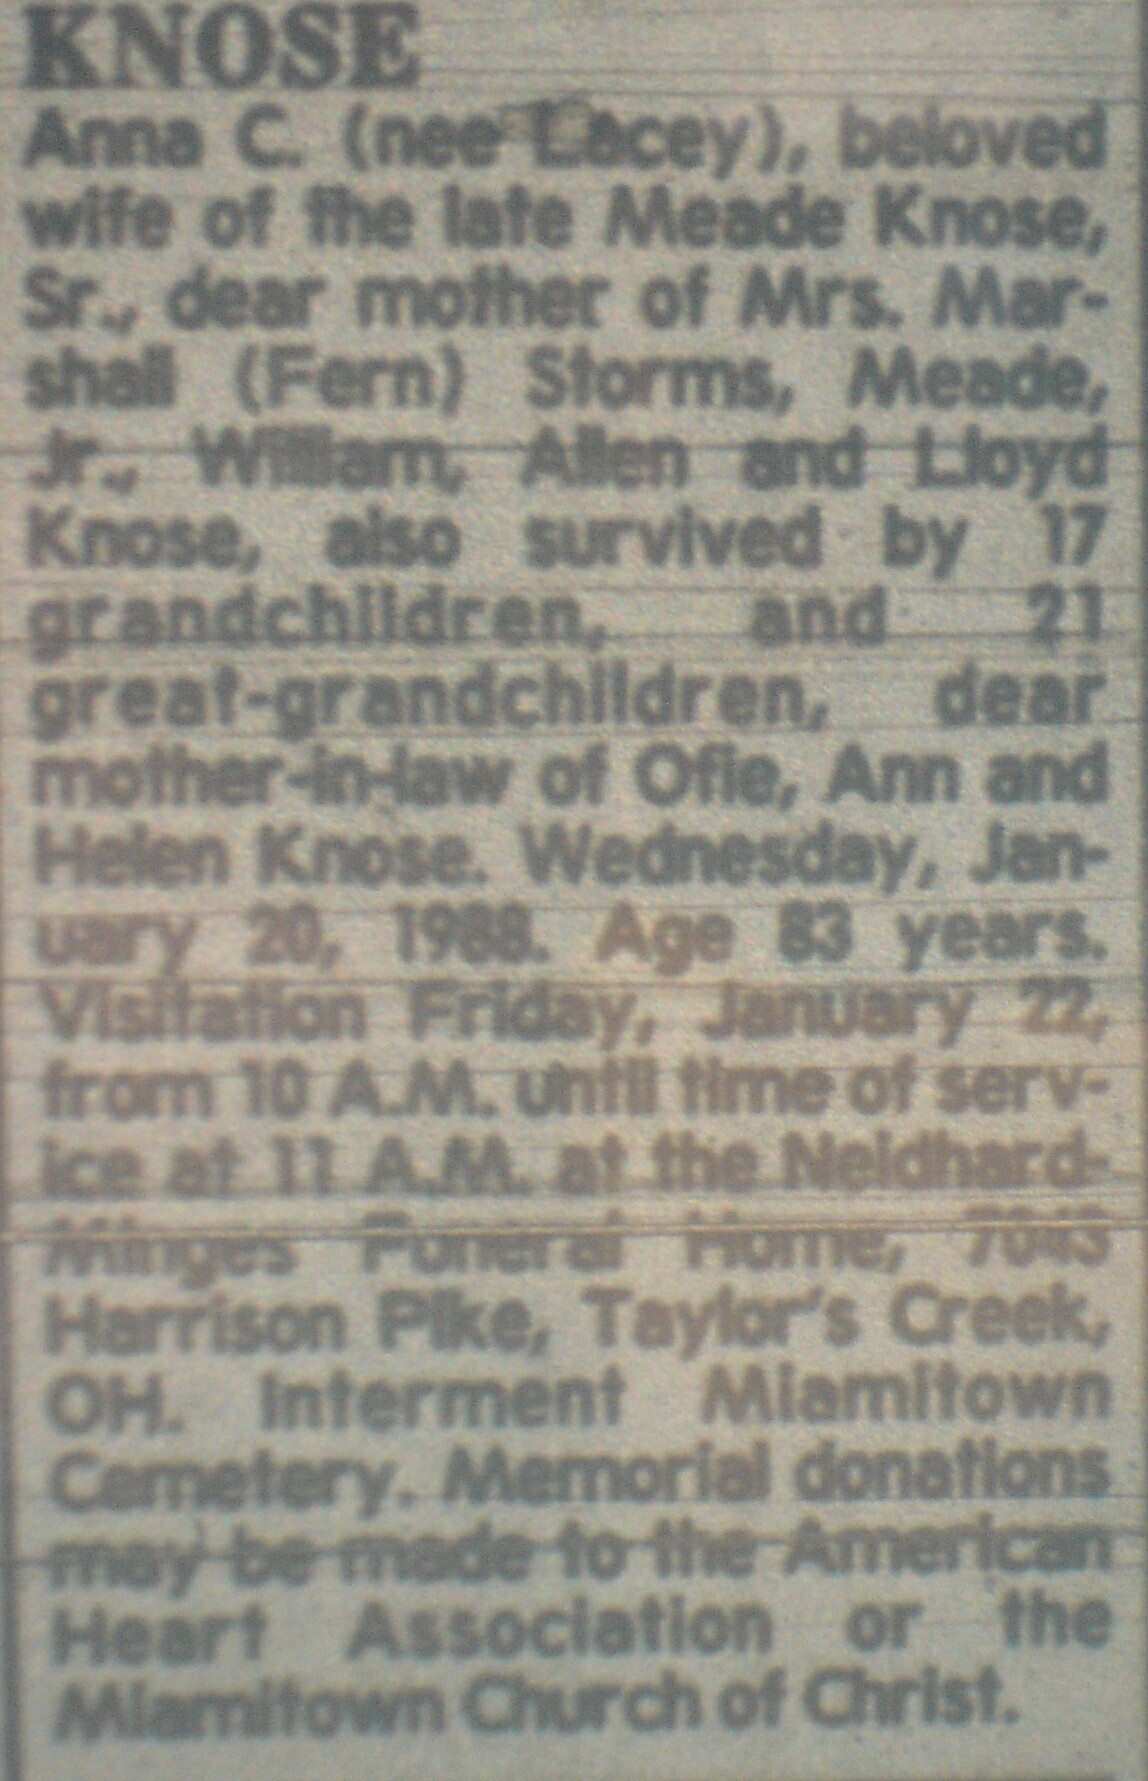 KNOSE
Anna C. (nee Lacey), beloved
wife of the late Meade Knose,
Sr., dear mother of Mrs. Mar-
shall (Fern) Storms, Meade,
Jr., William, Allen and Lloyd
Knose, also survived by 17
grandchildren, and 21
great-grandchildren, dear
mother-in-law of Ofie, Ann and
Helen Knose. Wednesday, Jan-
uary 20, 1988. Age 83 years.
Visitation Friday, January 22,
from 10 A.M. until time of serv-
ice at 11 A.M. at the Neidhard-
Minges Funeral Home, 7043
Harrison Pike, Taylor's Creek,
OH. Interment Miamitown
Cemetery. Memorial donations
may be made to the American
Heart Association or the
Miamitown Church of Christ.